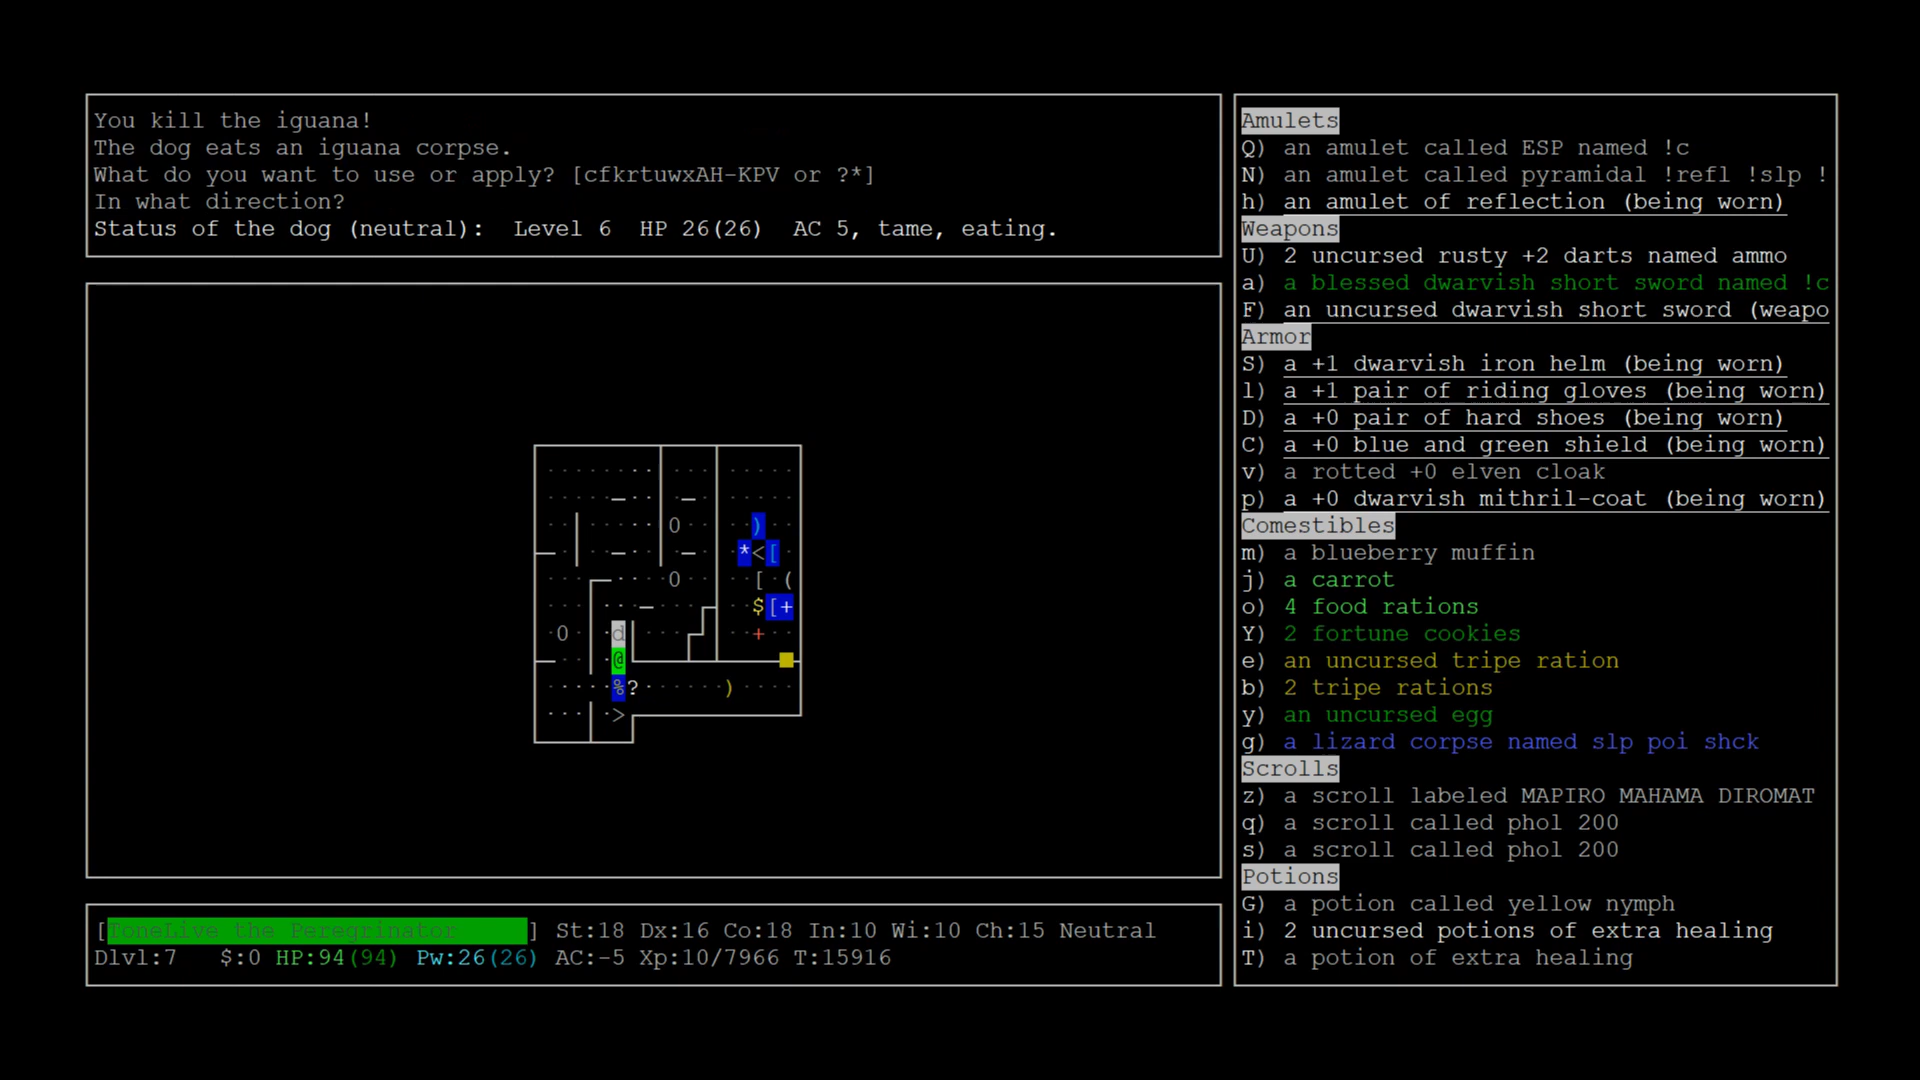 You kill the iguana!
The dog eats an iguana corpse.
What do you want to use or apply? [cfkrtuwxAH-KPV or ?*]
In what direction?
Status of the dog (neutral):  Level 6  HP 26(26)  AC 5, tame, eating.
[ToneLive the Peregrinator] St:18 Dx:16 Co:18 In:10 Wi:10 Ch:15 Neutral
Dlvl:7 $:0 HP:94(94) Pw:26(26) AC:-5 Xp:10/7966 T:15916
Amulets
Q) an amulet called ESP named !c
N) an amulet called pyramidal !refl !slp !
h) an amulet of reflection (being worn)
Weapons
U) 2 uncursed rusty +2 darts named ammo
a) a blessed dwarvish short sword named !c
F) an uncursed dwarvish short sword (weapo
Armor
S) a +1 dwarvish iron helm (being worn)
l) a +1 pair of riding gloves (being worn)
D) a +0 pair of hard shoes (being worn)
C) a +0 blue and green shield (being worn)
v) a rotted +0 elven cloak
p) a +0 dwarvish mithril-coat (being worn)
Comestibles
m) a blueberry muffin
j) a carrot
o) 4 food rations
Y) 2 fortune cookies
e) an uncursed tripe ration
b) 2 tripe rations
y) an uncursed egg
g) a lizard corpse named slp poi shck
Scrolls
z) a scroll labeled MAPIRO MAHAMA DIROMAT
q) a scroll called phol 200
s) a scroll called phol 200
Potions
G) a potion called yellow nymph
i) 2 uncursed potions of extra healing
T) a potion of extra healing